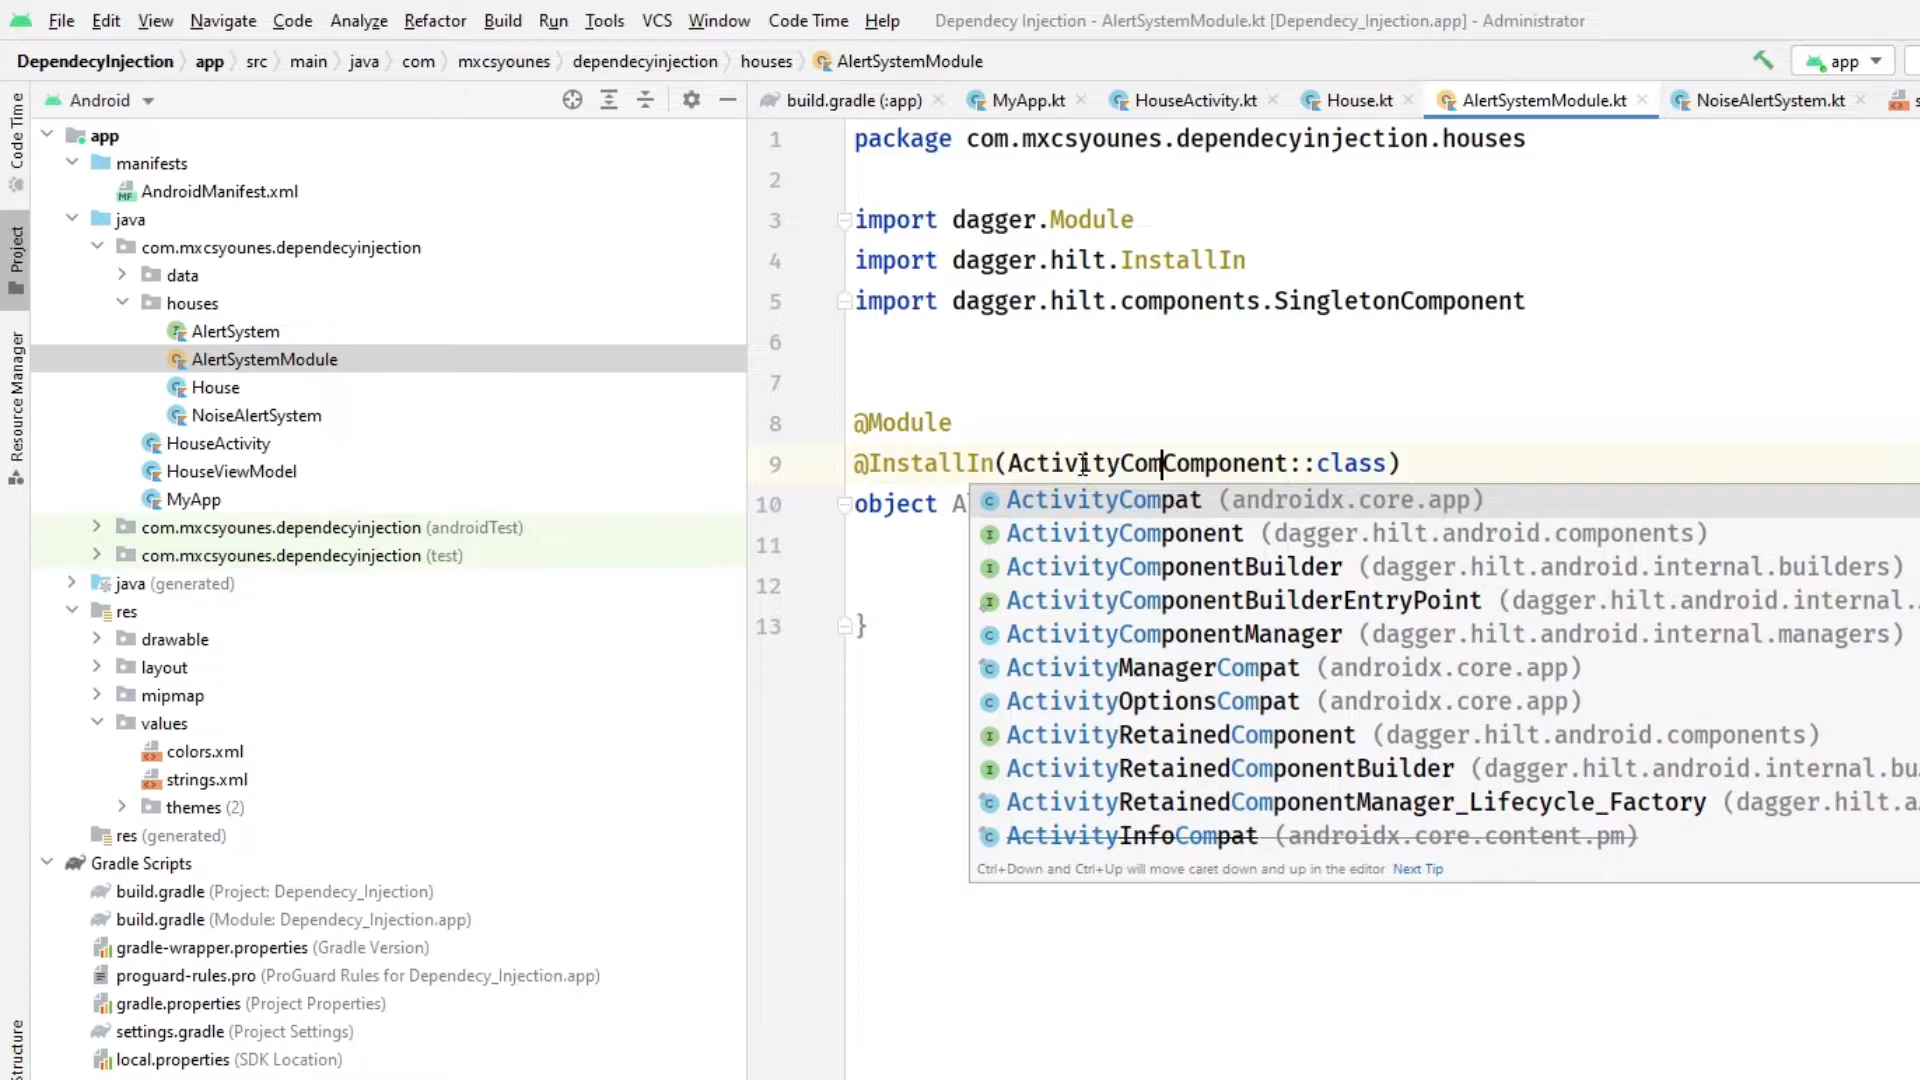 File Edit View Navigate Code Analyze Refactor Build Run Tools VCS Window Code Time Help Dependecy Injection - AlertSystemModule.kt [Dependecy_Injection.app] - Administrator
DependecyInjection app src main java com mxcsyounes dependecyinjection houses AlertSystemModule app
Android build.gradle (:app) MyApp.kt HouseActivity.kt House.kt AlertSystemModule.kt NoiseAlertSystem.kt
Code Time
Project
Resource Manager
Structure
app
manifests
AndroidManifest.xml
java
com.mxcsyounes.dependecyinjection
data
houses
AlertSystem
AlertSystemModule
House
NoiseAlertSystem
HouseActivity
HouseViewModel
MyApp
com.mxcsyounes.dependecyinjection (androidTest)
com.mxcsyounes.dependecyinjection (test)
java (generated)
res
drawable
layout
mipmap
values
colors.xml
strings.xml
themes (2)
res (generated)
Gradle Scripts
build.gradle (Project: Dependecy_Injection)
build.gradle (Module: Dependecy_Injection.app)
gradle-wrapper.properties (Gradle Version)
proguard-rules.pro (ProGuard Rules for Dependecy_Injection.app)
gradle.properties (Project Properties)
settings.gradle (Project Settings)
local.properties (SDK Location)
1 package com.mxcsyounes.dependecyinjection.houses
2
3 import dagger.Module
4 import dagger.hilt.InstallIn
5 import dagger.hilt.components.SingletonComponent
6
7
8 @Module
9 @InstallIn(ActivityComComponent::class)
10 object A
11
12
13 }
ActivityCompat (androidx.core.app)
ActivityComponent (dagger.hilt.android.components)
ActivityComponentBuilder (dagger.hilt.android.internal.builders)
ActivityComponentBuilderEntryPoint (dagger.hilt.android.internal..
ActivityComponentManager (dagger.hilt.android.internal.managers)
ActivityManagerCompat (androidx.core.app)
ActivityOptionsCompat (androidx.core.app)
ActivityRetainedComponent (dagger.hilt.android.components)
ActivityRetainedComponentBuilder (dagger.hilt.android.internal.bu
ActivityRetainedComponentManager_Lifecycle_Factory (dagger.hilt.a
ActivityInfoCompat (androidx.core.content.pm)
Ctrl+Down and Ctrl+Up will move caret down and up in the editor Next Tip